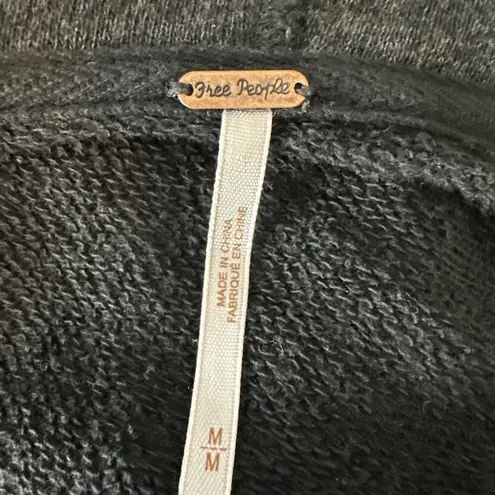 Free People
MADE IN CHINA
FABRIQUÉ EN CHINE
M
M